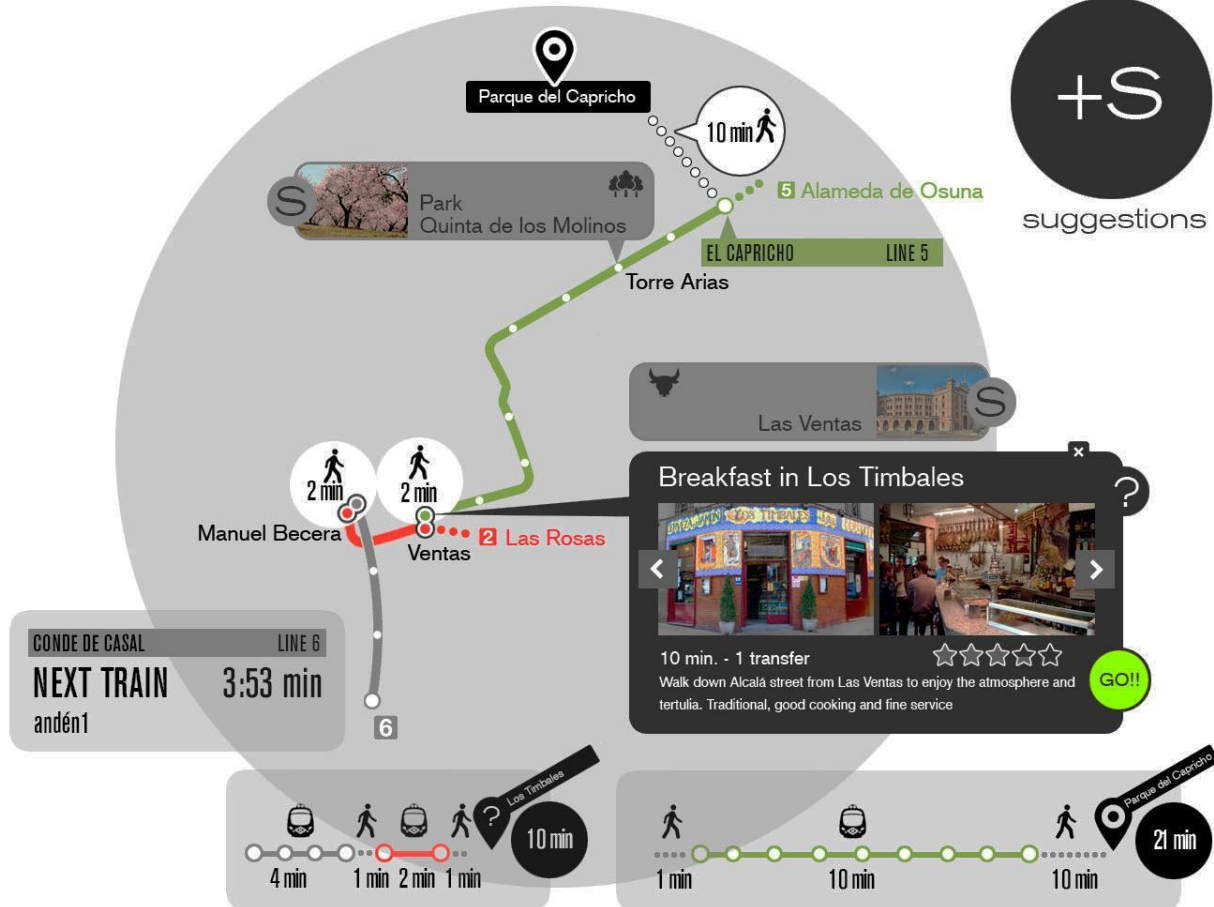 Parque del Capricho
10 min
+S
suggestions
S
Park
Quinta de los Molinos
5 Alameda de Osuna
EL CAPRICHO LINE 5
Torre Arias
Las Ventas
S
2 min
2 min
Manuel Becera
Ventas
2 Las Rosas
×
Breakfast in Los Timbales
?
LOS TIMBALES
10 min. - 1 transfer
Walk down Alcalá street from Las Ventas to enjoy the atmosphere and
tertulia. Traditional, good cooking and fine service
GO!!
CONDE DE CASAL LINE 6
NEXT TRAIN 3:53 min
andén1
6
Los Timbales
?
10 min
4 min 1 min 2 min 1 min
Parque del Capricho
21 min
1 min 10 min 10 min